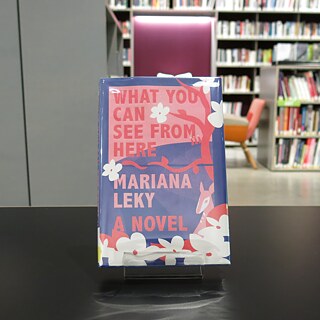 WHAT YOU
CAN
SEE FROM
HERE
MARIANA
LEKY
A NOVEL